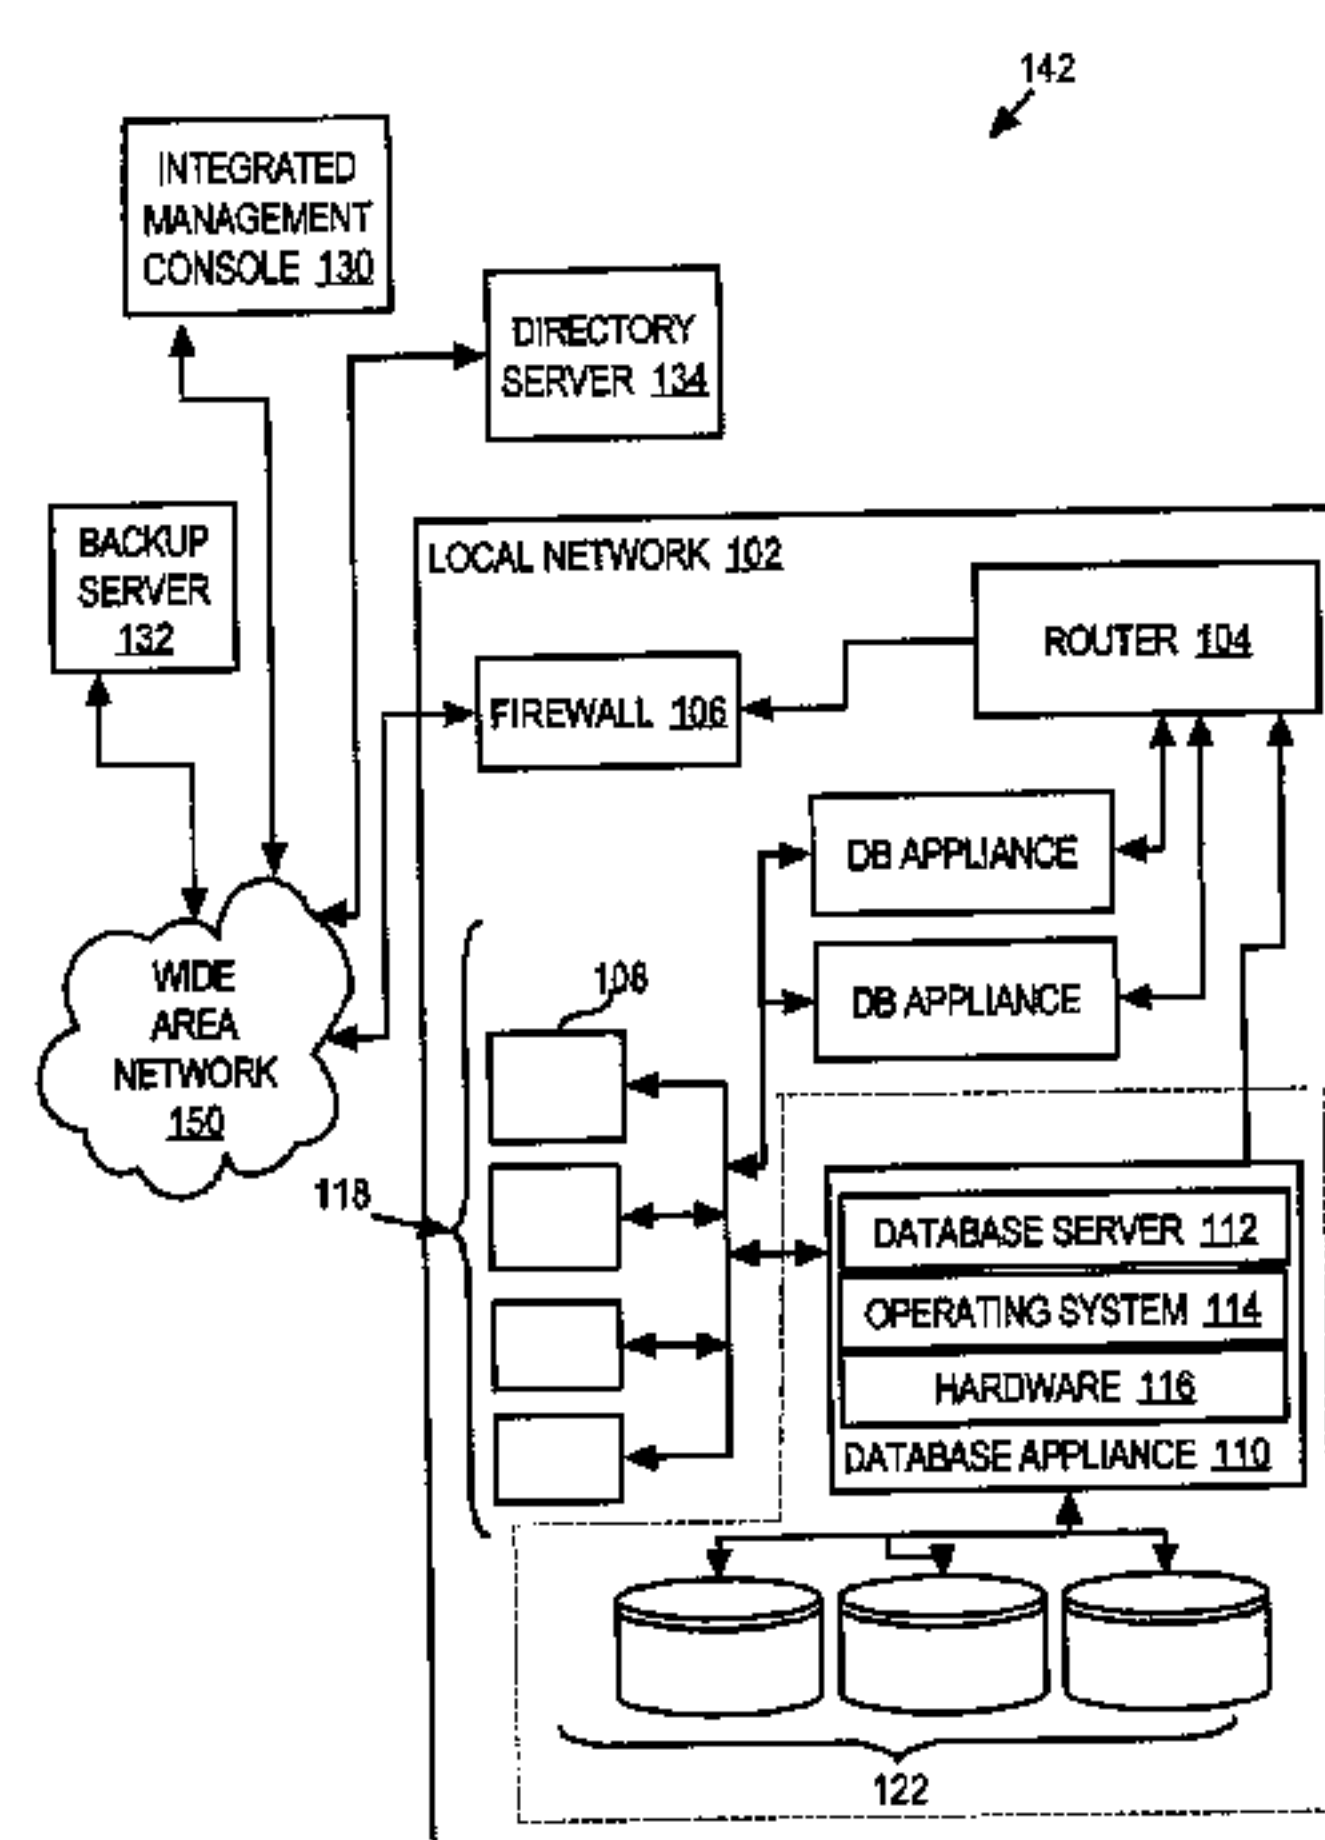 142
INTEGRATED
MANAGEMENT
CONSOLE 130
DIRECTORY
SERVER 134
BACKUP
SERVER
132
LOCAL NETWORK 102
ROUTER 104
FIREWALL 106
DB APPLIANCE
DB APPLIANCE
WIDE
AREA
NETWORK
150
108
118
DATABASE SERVER 112
OPERATING SYSTEM 114
HARDWARE 116
DATABASE APPLIANCE 110
122